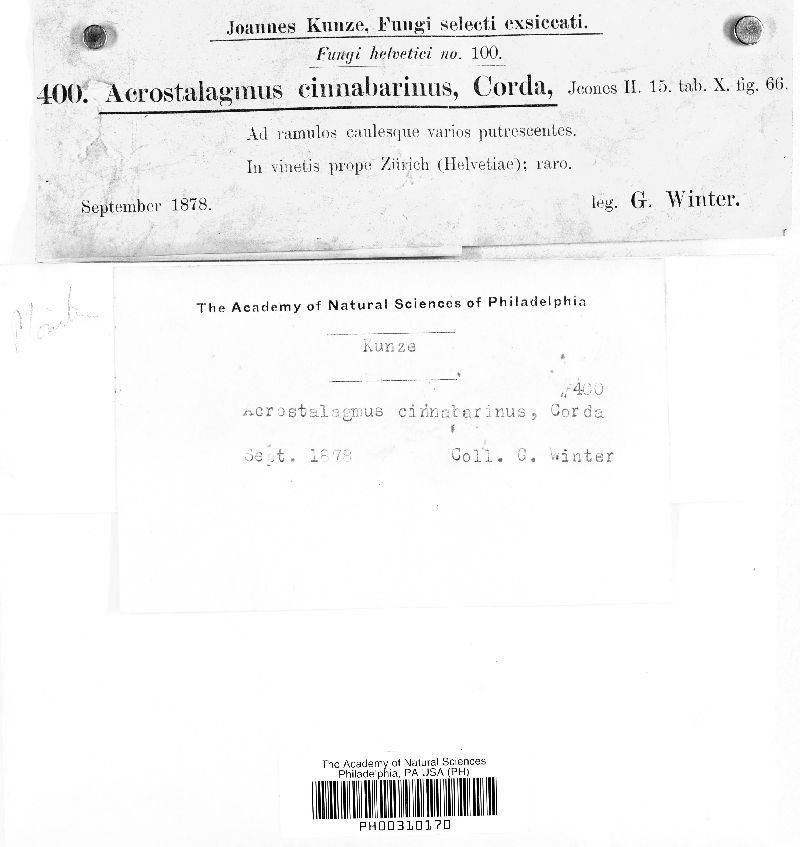 Joannes Kunze, Fungi selecti exsiccati.
Fungi helvetici no. 100.
400. Acrostalagmus cinnabarinus, Corda, Jcones II. 15. tab. X. fig. 66.
Ad ramulos caulesque varios putrescentes.
In vinetis prope Zürich (Helvetiae); raro.
September 1878.
leg. G. Winter.
The Academy of Natural Sciences of Philadelphia
Kunze
#400
Acrostalagmus cinnabarinus, Corda
Sept. 1878
Coll. G. Winter
The Academy of Natural Sciences
Philadelphia, PA USA (PH)
PH00310170